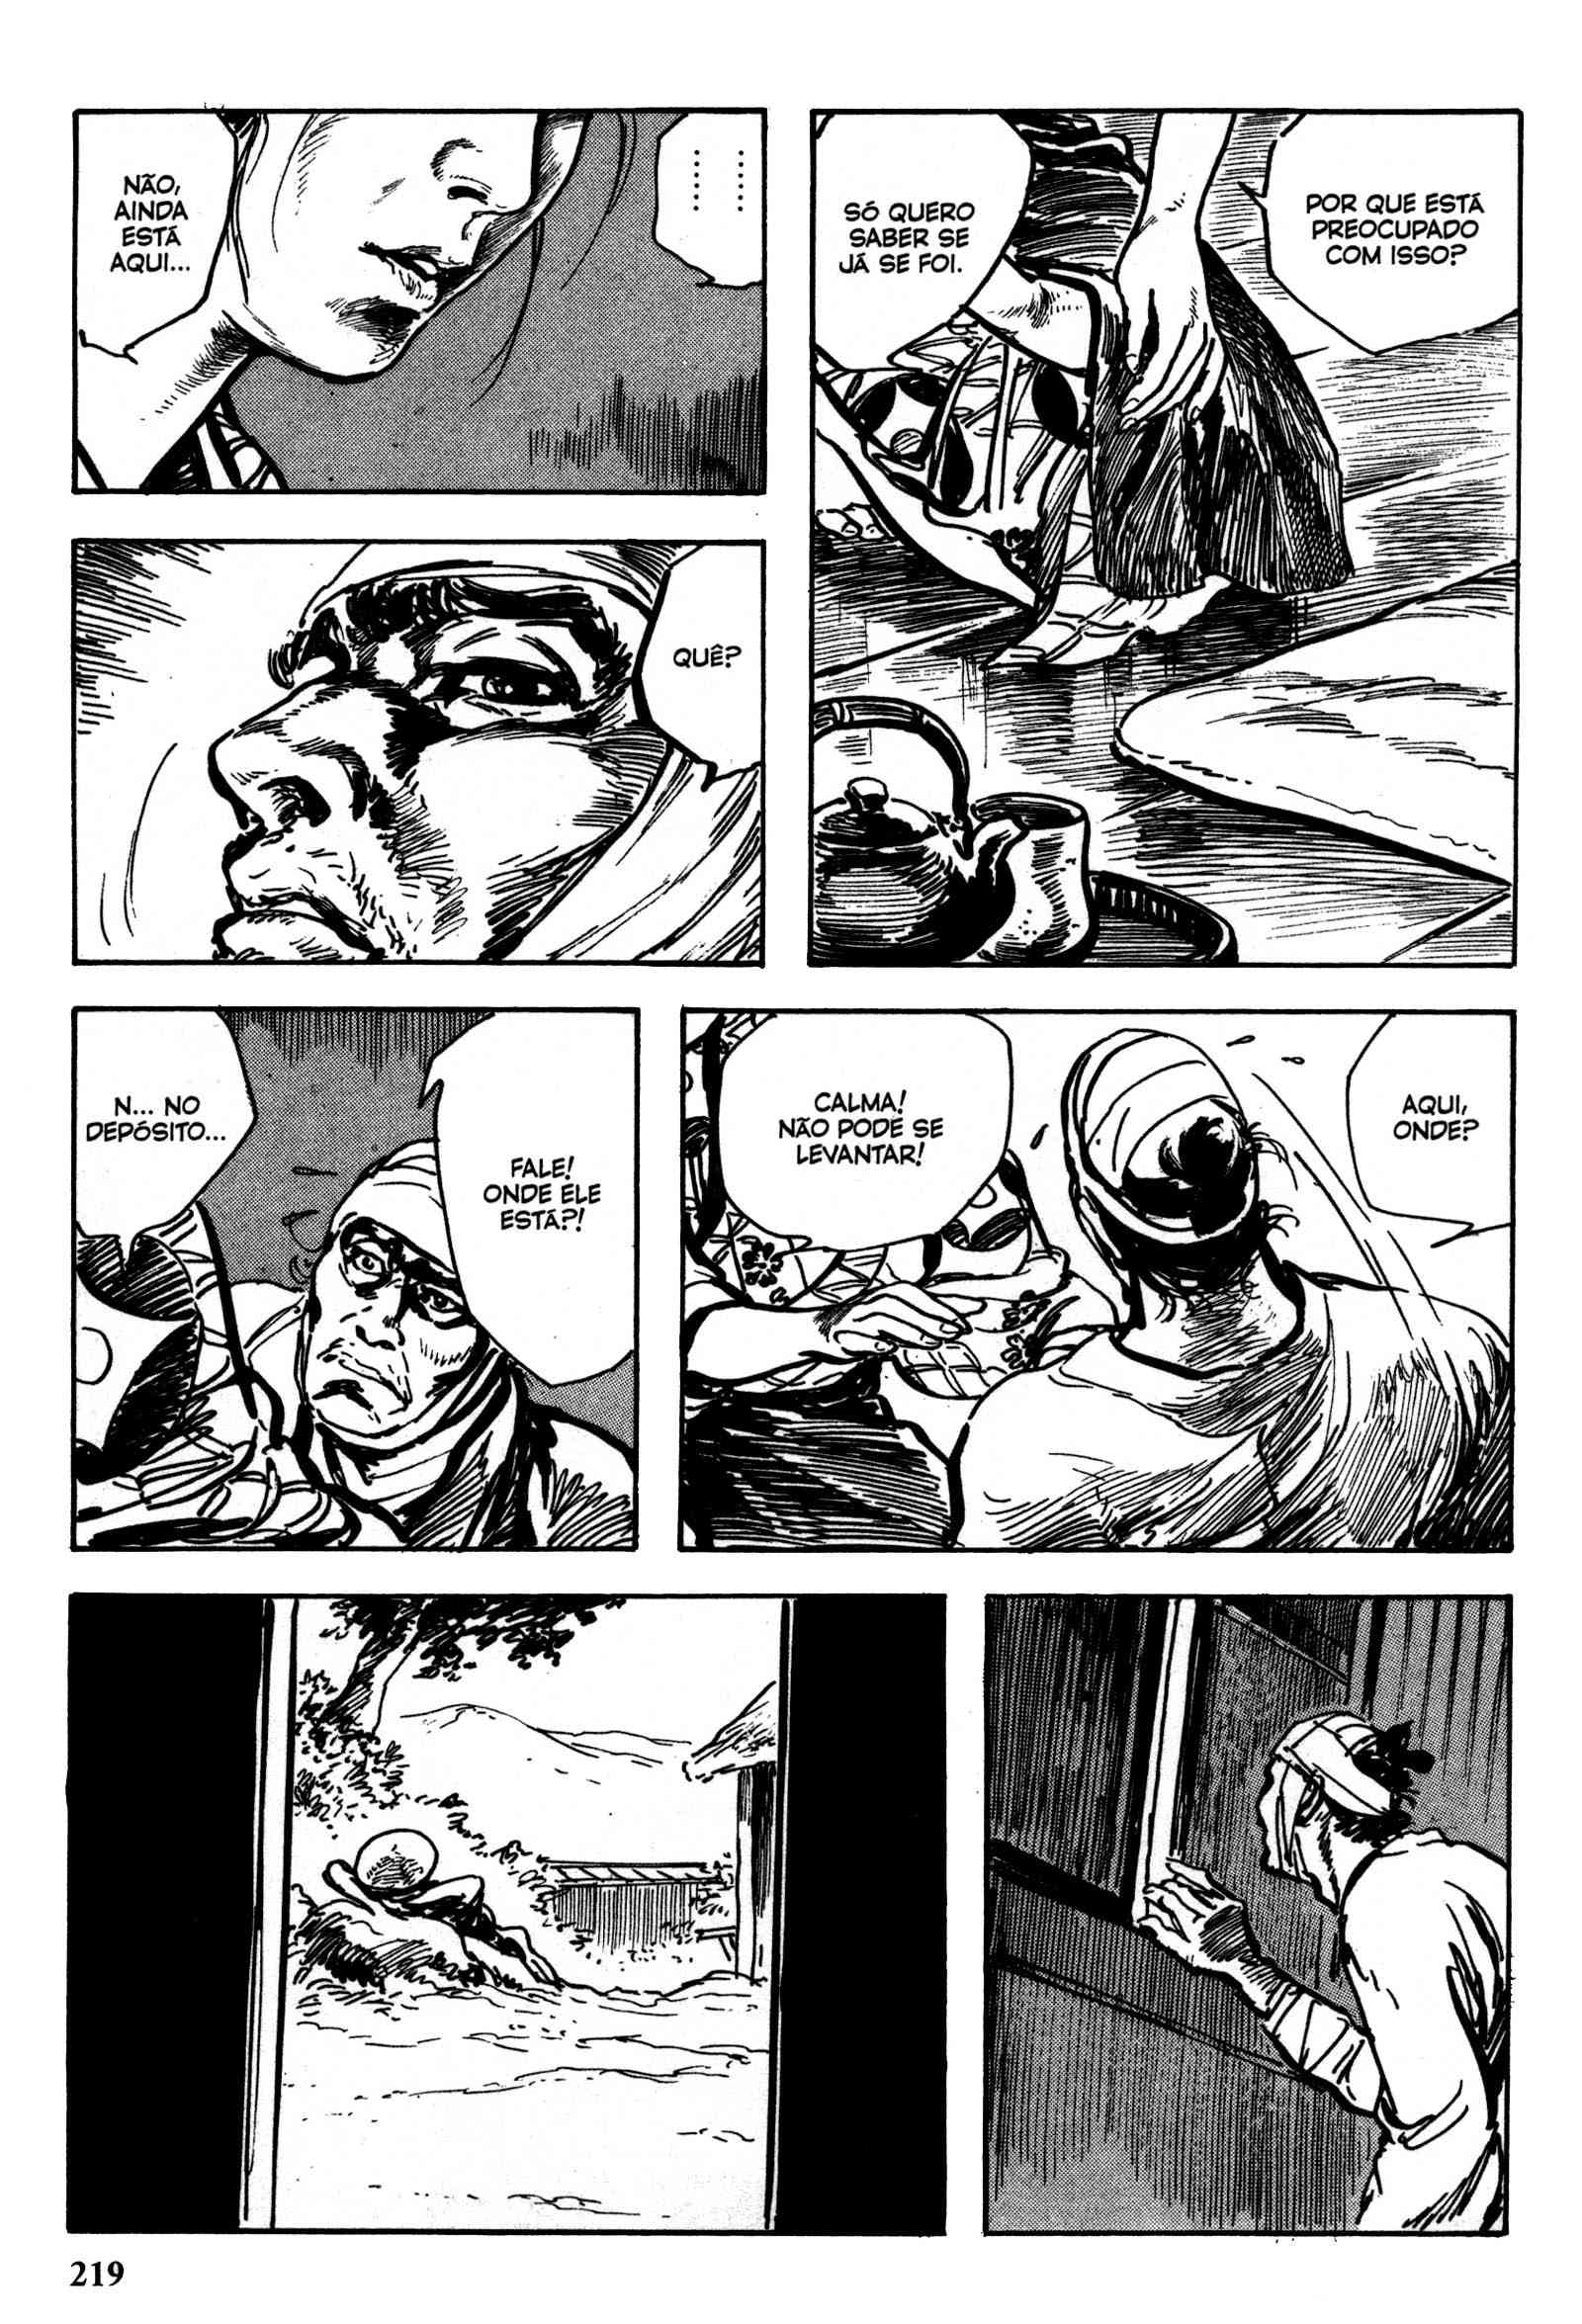 POR QUE ESTÁ
PREOCUPADO
COM ISSO?
SÓ QUERO
SABER SE
JÁ SE FOI.
......
......
NÃO,
AINDA
ESTÁ
AQUI...
QUÊ?
AQUI,
ONDE?
CALMA!
NÃO PODE SE
LEVANTAR!
FALE!
ONDE ELE
ESTÁ?!
N... NO
DEPÓSITO...
219